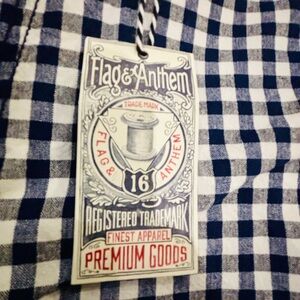 Flag & Anthem
TRADE MARK
FLAG & ANTHEM
16
REGISTERED TRADEMARK
FINEST APPAREL
PREMIUM GOODS